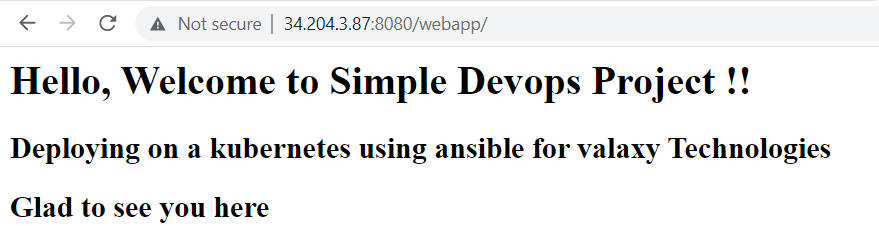 Not secure | 34.204.3.87:8080/webapp/
Hello, Welcome to Simple Devops Project !!
Deploying on a kubernetes using ansible for valaxy Technologies
Glad to see you here